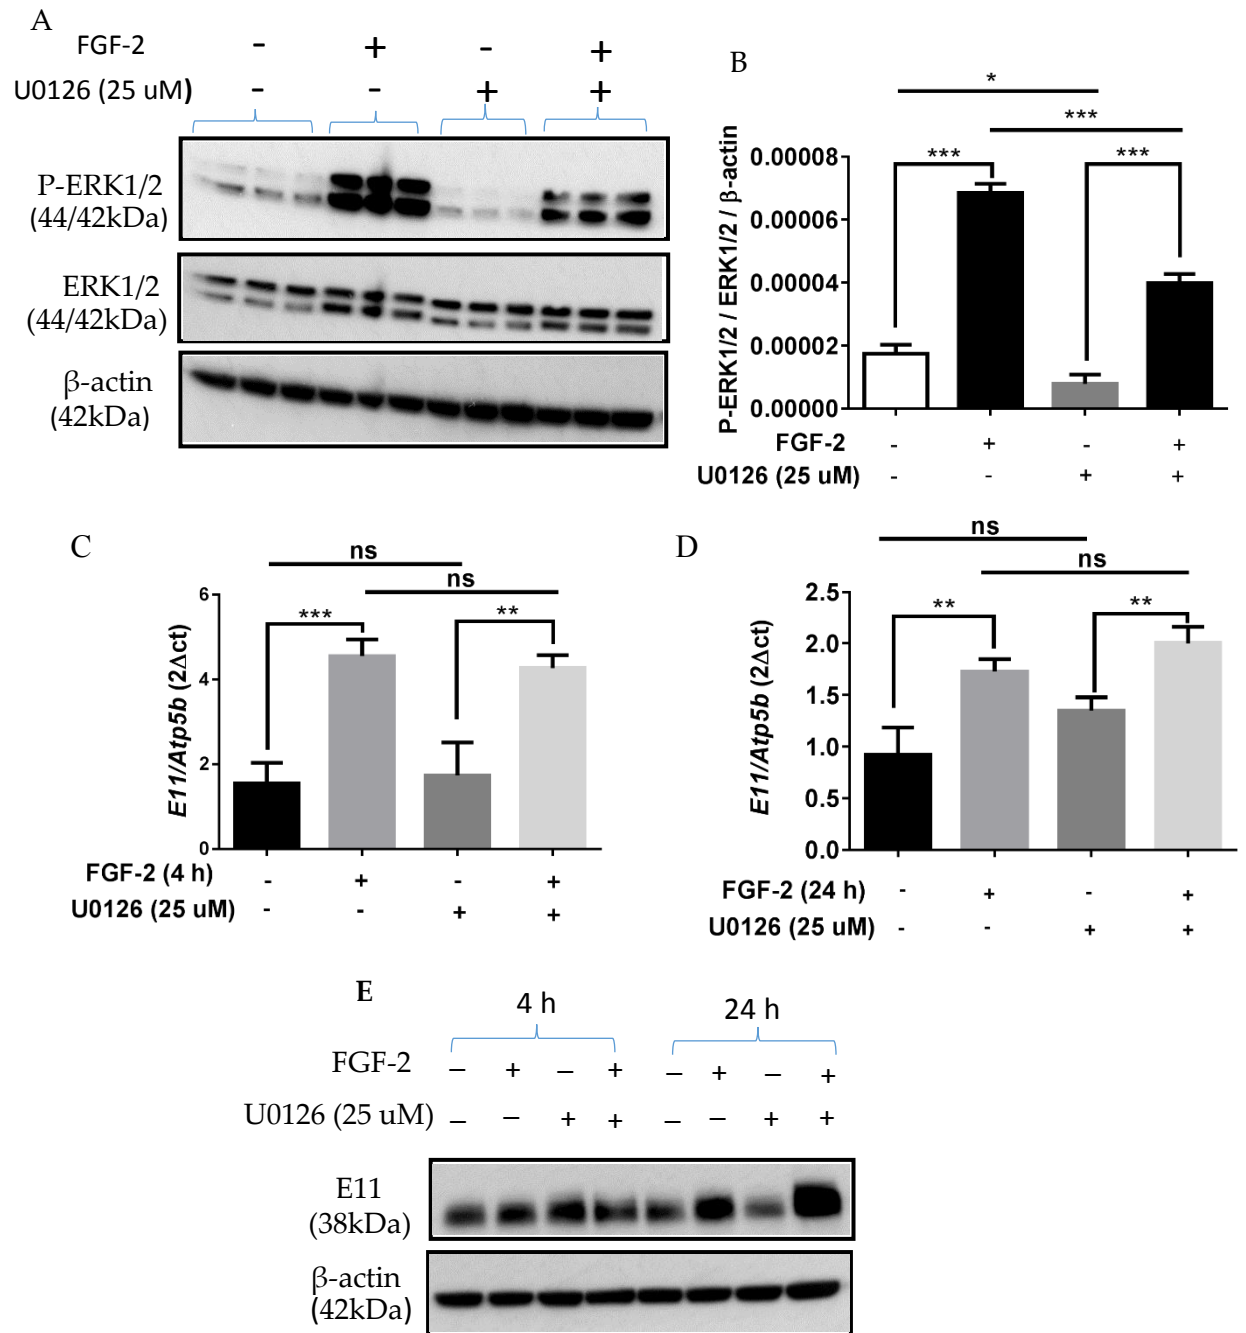 A
FGF-2 - + - +
U0126 (25 uM) - - + +
P-ERK1/2
(44/42kDa)
ERK1/2
(44/42kDa)
β-actin
(42kDa)
B
*
***
*** ***
P-ERK1/2 / ERK1/2 / β-actin
0.00008
0.00006
0.00004
0.00002
0.00000
FGF-2 - + - +
U0126 (25 uM) - - + +
C
ns
ns
*** **
E11/Atp5b (2Δct)
6
4
2
0
FGF-2 (4 h) - + - +
U0126 (25 uM) - - + +
D
ns
ns
** **
E11/Atp5b (2Δct)
2.5
2.0
1.5
1.0
0.5
0.0
FGF-2 (24 h) - + - +
U0126 (25 uM) - - + +
E
4 h 24 h
FGF-2 – + – + – + – +
U0126 (25 uM) – – + + – – + +
E11
(38kDa)
β-actin
(42kDa)